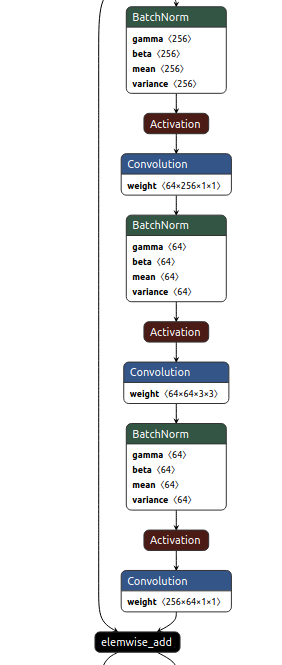 BatchNorm
gamma 〈256〉
beta 〈256〉
mean 〈256〉
variance 〈256〉
Activation
Convolution
weight 〈64×256×1×1〉
BatchNorm
gamma 〈64〉
beta 〈64〉
mean 〈64〉
variance 〈64〉
Activation
Convolution
weight 〈64×64×3×3〉
BatchNorm
gamma 〈64〉
beta 〈64〉
mean 〈64〉
variance 〈64〉
Activation
Convolution
weight 〈256×64×1×1〉
elemwise_add